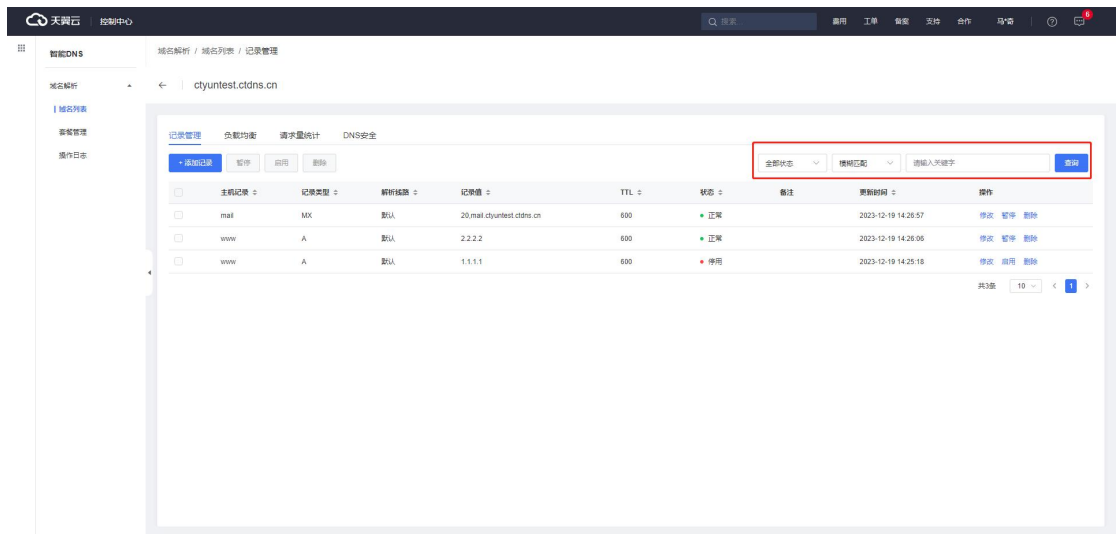 天翼云 控制中心 搜索 费用 工单 备案 支持 合作 马*奇 6
智能DNS
域名解析 / 域名列表 / 记录管理
域名解析
ctyuntest.ctdns.cn
域名列表
套餐管理
操作日志
记录管理 负载均衡 请求量统计 DNS安全
+ 添加记录 暂停 启用 删除 全部状态 模糊匹配 请输入关键字 查询
主机记录 记录类型 解析线路 记录值 TTL 状态 备注 更新时间 操作
mail MX 默认 20,mail.ctyuntest.ctdns.cn 600 正常 2023-12-19 14:26:57 修改 暂停 删除
www A 默认 2.2.2.2 600 正常 2023-12-19 14:26:06 修改 暂停 删除
www A 默认 1.1.1.1 600 停用 2023-12-19 14:25:18 修改 启用 删除
共3条 10 1